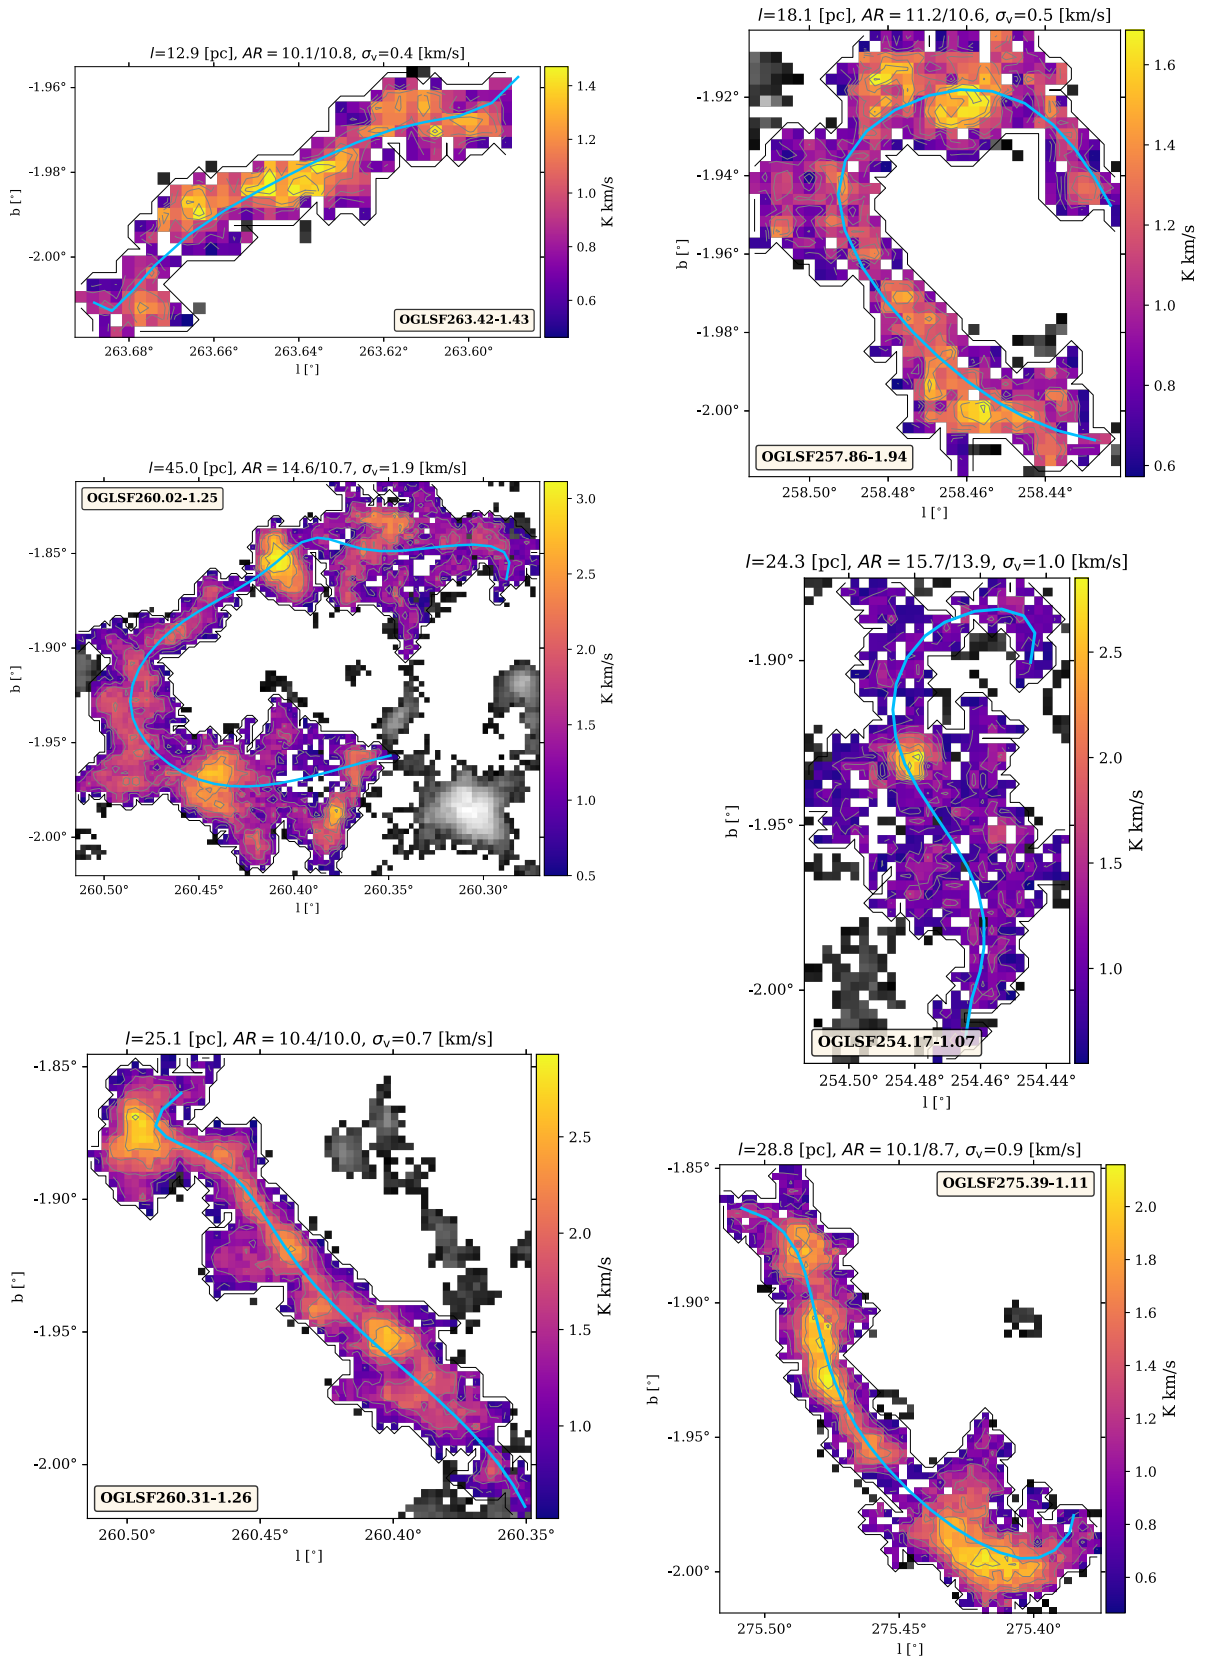 l=12.9 [pc], AR = 10.1/10.8, σv=0.4 [km/s]
-1.96°
-1.98°
-2.00°
b [°]
263.68°
263.66°
263.64°
263.62°
263.60°
l [°]
OGLSF263.42-1.43
1.4
1.2
1.0
0.8
0.6
K km/s
l=18.1 [pc], AR = 11.2/10.6, σv=0.5 [km/s]
-1.92°
-1.94°
-1.96°
-1.98°
-2.00°
b [°]
258.50°
258.48°
258.46°
258.44°
l [°]
OGLSF257.86-1.94
1.6
1.4
1.2
1.0
0.8
0.6
K km/s
l=45.0 [pc], AR = 14.6/10.7, σv=1.9 [km/s]
OGLSF260.02-1.25
-1.85°
-1.90°
-1.95°
-2.00°
b [°]
260.50°
260.45°
260.40°
260.35°
260.30°
l [°]
3.0
2.5
2.0
1.5
1.0
0.5
K km/s
l=24.3 [pc], AR = 15.7/13.9, σv=1.0 [km/s]
-1.90°
-1.95°
-2.00°
b [°]
OGLSF254.17-1.07
254.50°
254.48°
254.46°
254.44°
l [°]
2.5
2.0
1.5
1.0
K km/s
l=25.1 [pc], AR = 10.4/10.0, σv=0.7 [km/s]
-1.85°
-1.90°
-1.95°
-2.00°
b [°]
OGLSF260.31-1.26
260.50°
260.45°
260.40°
260.35°
l [°]
2.5
2.0
1.5
1.0
K km/s
l=28.8 [pc], AR = 10.1/8.7, σv=0.9 [km/s]
OGLSF275.39-1.11
-1.85°
-1.90°
-1.95°
-2.00°
b [°]
275.50°
275.45°
275.40°
l [°]
2.0
1.8
1.6
1.4
1.2
1.0
0.8
0.6
K km/s